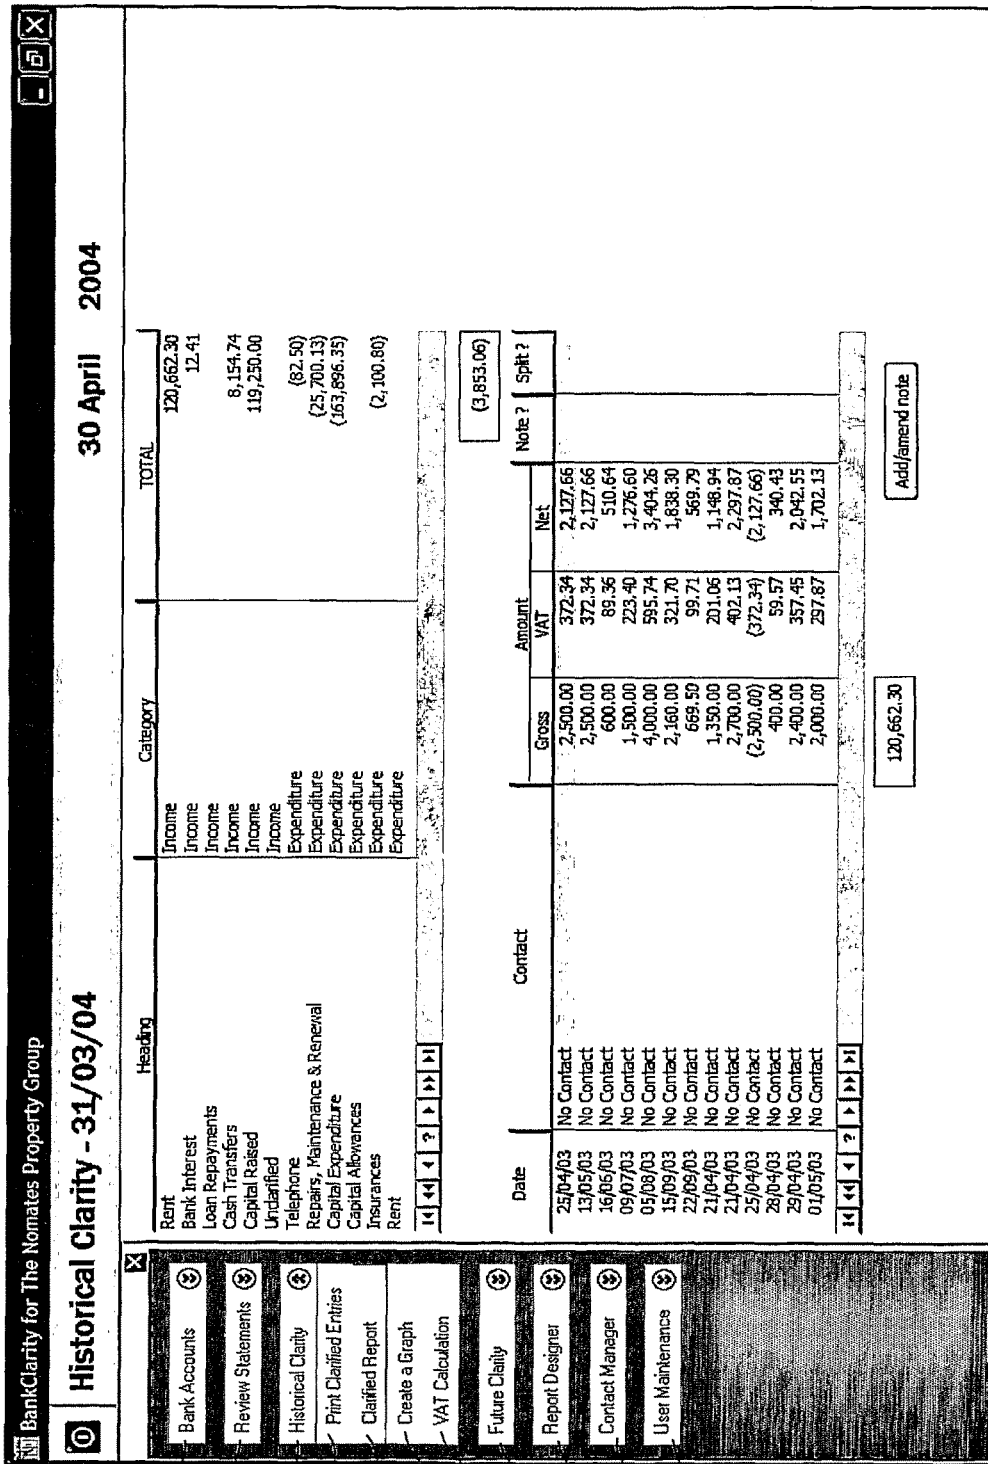 BankClarity for The Nomates Property Group
Historical Clarity - 31/03/04 30 April 2004
Bank Accounts
Review Statements
Historical Clarity
Print Clarified Entries
Clarified Report
Create a Graph
VAT Calculation
Future Clarity
Report Designer
Contact Manager
User Maintenance
Heading Category TOTAL
Rent Income 120,662.30
Bank Interest Income 12.41
Loan Repayments Income
Cash Transfers Income 8,154.74
Capital Raised Income 119,250.00
Unclarified Income
Telephone Expenditure (82.50)
Repairs, Maintenance & Renewal Expenditure (25,700.13)
Capital Expenditure Expenditure (163,896.35)
Capital Allowances Expenditure
Insurances Expenditure (2,100.80)
Rent Expenditure
?
(3,853.06)
Date Contact Amount Note ? Split ?
Gross VAT Net
25/04/03 No Contact 2,500.00 372.34 2,127.66
13/05/03 No Contact 2,500.00 372.34 2,127.66
16/06/03 No Contact 600.00 89.36 510.64
09/07/03 No Contact 1,500.00 223.40 1,276.60
05/08/03 No Contact 4,000.00 595.74 3,404.26
15/09/03 No Contact 2,160.00 321.70 1,838.30
22/09/03 No Contact 669.50 99.71 569.79
21/04/03 No Contact 1,350.00 201.06 1,148.94
21/04/03 No Contact 2,700.00 402.13 2,297.87
25/04/03 No Contact (2,500.00) (372.34) (2,127.66)
28/04/03 No Contact 400.00 59.57 340.43
29/04/03 No Contact 2,400.00 357.45 2,042.55
01/05/03 No Contact 2,000.00 297.87 1,702.13
?
120,662.30
Add/amend note